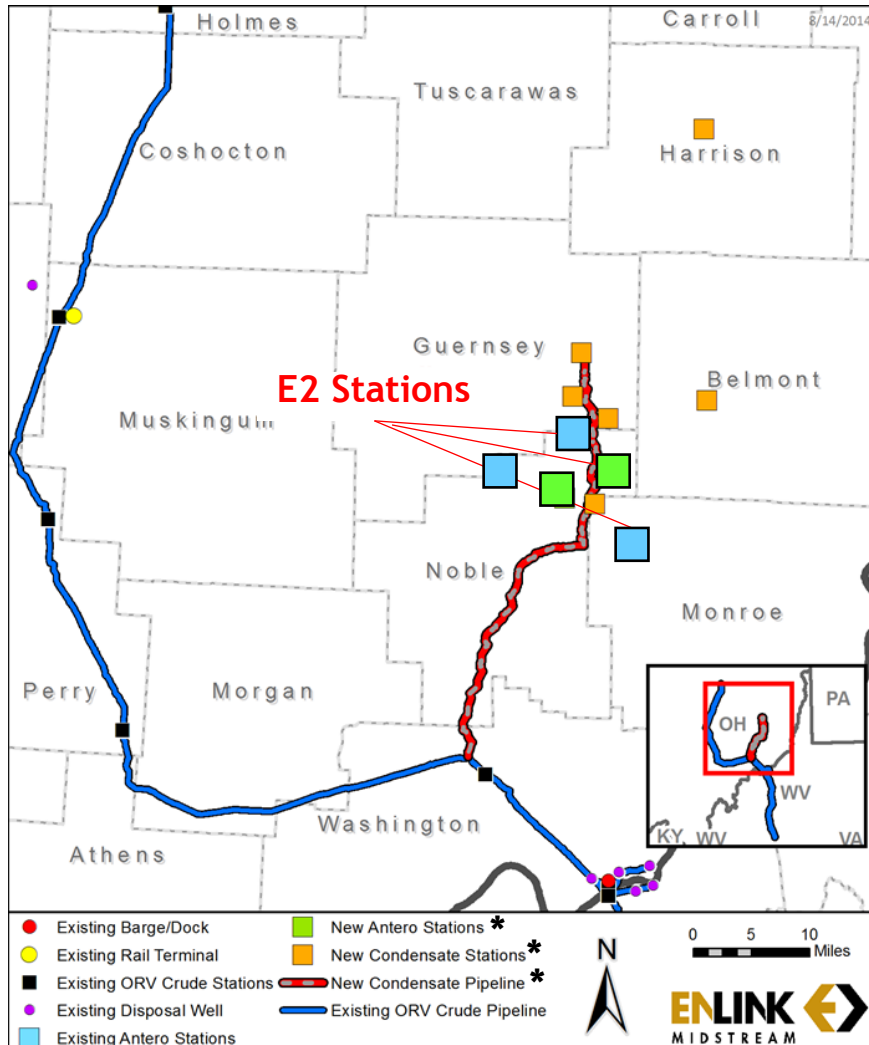 Holmes
Carroll
8/14/2014
Tuscarawas
Coshocton
Harrison
Guernsey
Belmont
E2 Stations
Muskingum
Noble
Monroe
Perry
Morgan
PA
OH
WV
Washington
KY
WV
VA
Athens
Existing Barge/Dock
Existing Rail Terminal
Existing ORV Crude Stations
Existing Disposal Well
Existing Antero Stations
New Antero Stations *
New Condensate Stations *
New Condensate Pipeline *
Existing ORV Crude Pipeline
N
0 5 10
Miles
ENLINK
MIDSTREAM